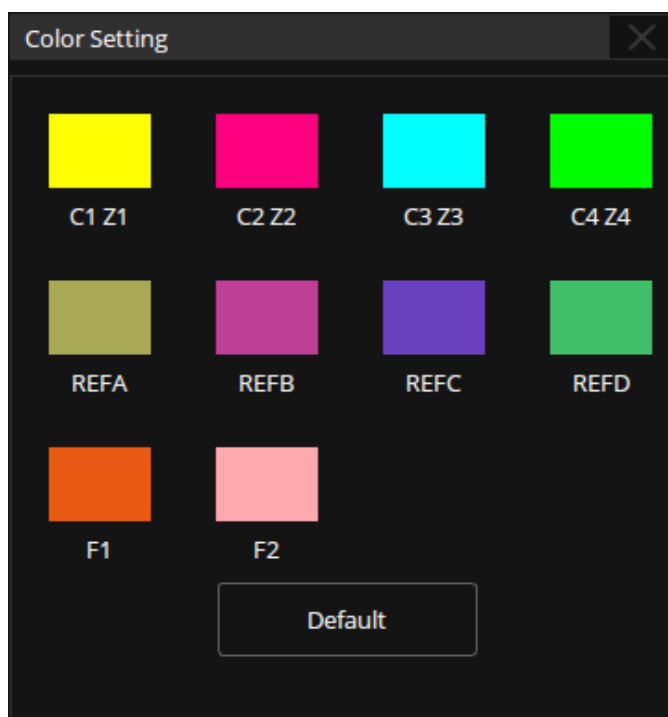 Color Setting
C1 Z1 C2 Z2 C3 Z3 C4 Z4
REFA REFB REFC REFD
F1 F2
Default